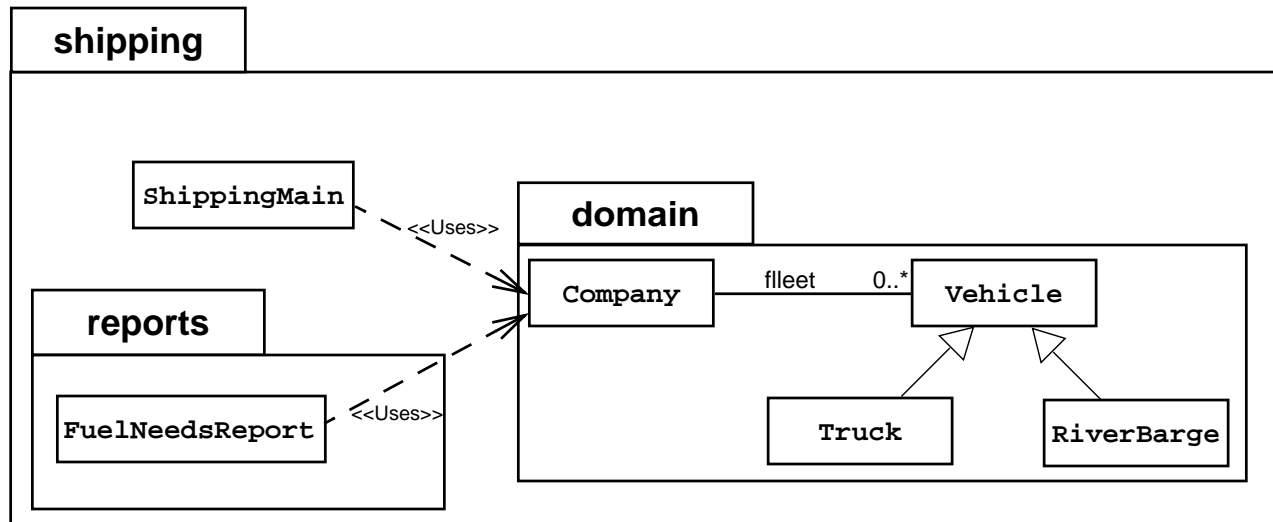 shipping
ShippingMain
<<Uses>>
domain
Company
flleet
0..*
Vehicle
reports
FuelNeedsReport
<<Uses>>
Truck
RiverBarge